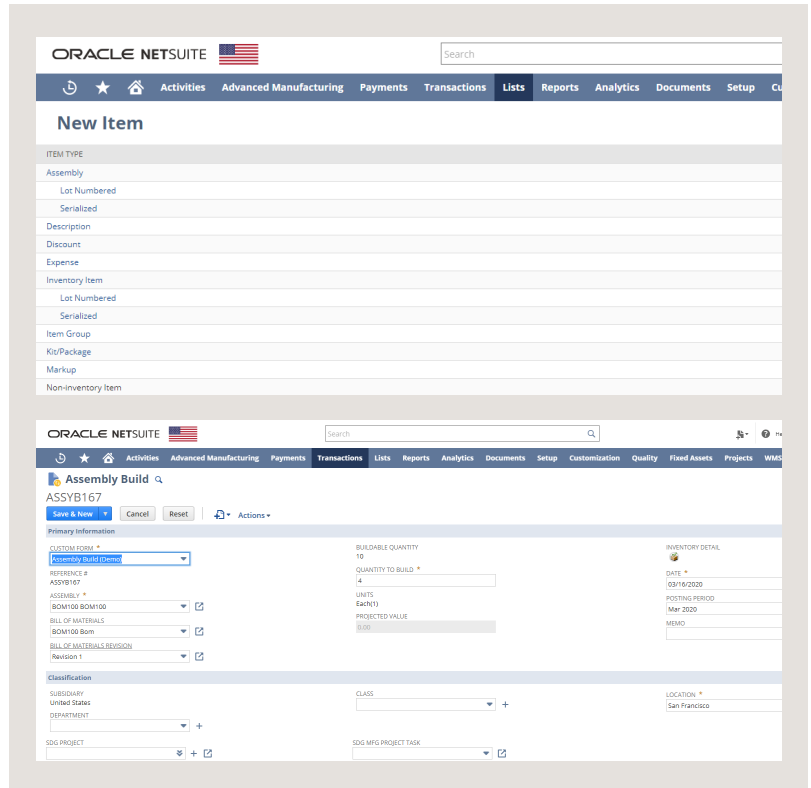 ORACLE NETSUITE
Search
Activities Advanced Manufacturing Payments Transactions Lists Reports Analytics Documents Setup Cu
New Item
ITEM TYPE
Assembly
Lot Numbered
Serialized
Description
Discount
Expense
Inventory Item
Lot Numbered
Serialized
Item Group
Kit/Package
Markup
Non-inventory Item
ORACLE NETSUITE
Search
He
Activities Advanced Manufacturing Payments Transactions Lists Reports Analytics Documents Setup Customization Quality Fixed Assets Projects WMS
Assembly Build
ASSYB167
Save & New Cancel Reset Actions
Primary Information
CUSTOM FORM *
Assembly Build (Demo)
REFERENCE #
ASSYB167
ASSEMBLY *
BOM100 BOM100
BILL OF MATERIALS
BOM100 Bom
BILL OF MATERIALS REVISION
Revision 1
BUILDABLE QUANTITY
10
QUANTITY TO BUILD *
4
UNITS
Each(1)
PROJECTED VALUE
0.00
INVENTORY DETAIL
DATE *
03/16/2020
POSTING PERIOD
Mar 2020
MEMO
Classification
SUBSIDIARY
United States
DEPARTMENT
SDG PROJECT
CLASS
SDG MFG PROJECT TASK
LOCATION *
San Francisco